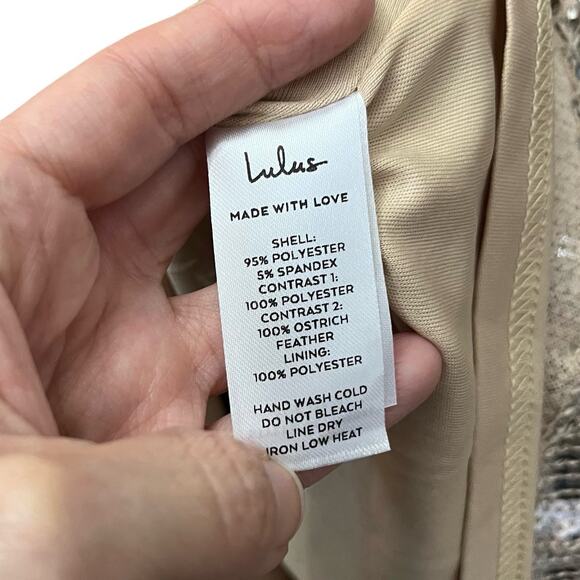 Lulus
MADE WITH LOVE
SHELL:
95% POLYESTER
5% SPANDEX
CONTRAST 1:
100% POLYESTER
CONTRAST 2:
100% OSTRICH
FEATHER
LINING:
100% POLYESTER
HAND WASH COLD
DO NOT BLEACH
LINE DRY
IRON LOW HEAT